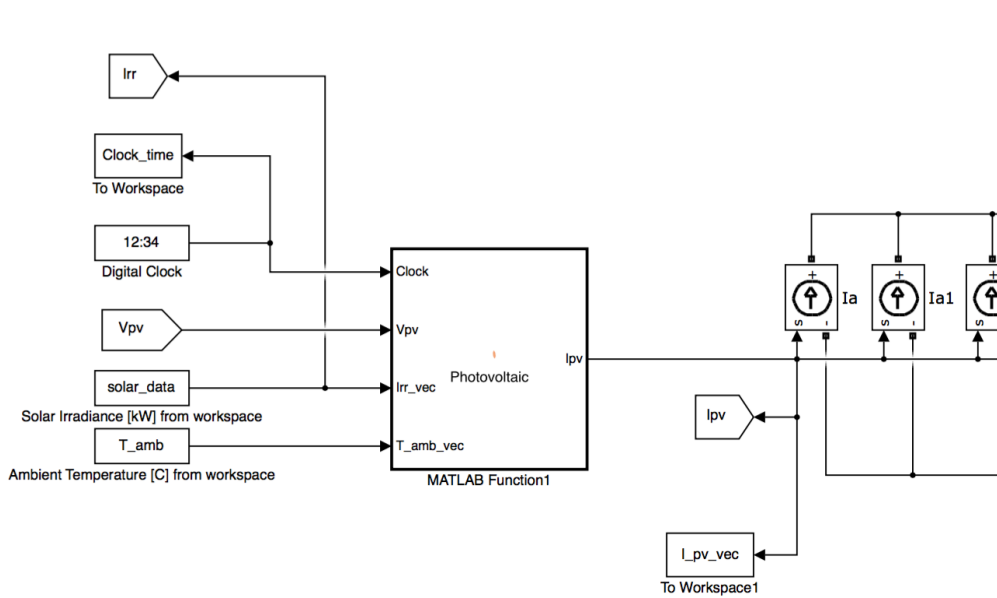 Irr
Clock_time
To Workspace
12:34
Digital Clock
Vpv
solar_data
Solar Irradiance [kW] from workspace
T_amb
Ambient Temperature [C] from workspace
Clock
Vpv
Irr_vec
T_amb_vec
Photovoltaic
Ipv
MATLAB Function1
+
s
-
Ia
+
s
-
Ia1
+
s
Ipv
I_pv_vec
To Workspace1